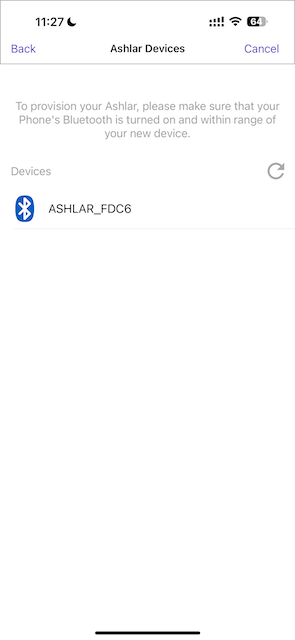 11:27
64
Back Ashlar Devices Cancel
To provision your Ashlar, please make sure that your
Phone's Bluetooth is turned on and within range of
your new device.
Devices
ASHLAR_FDC6